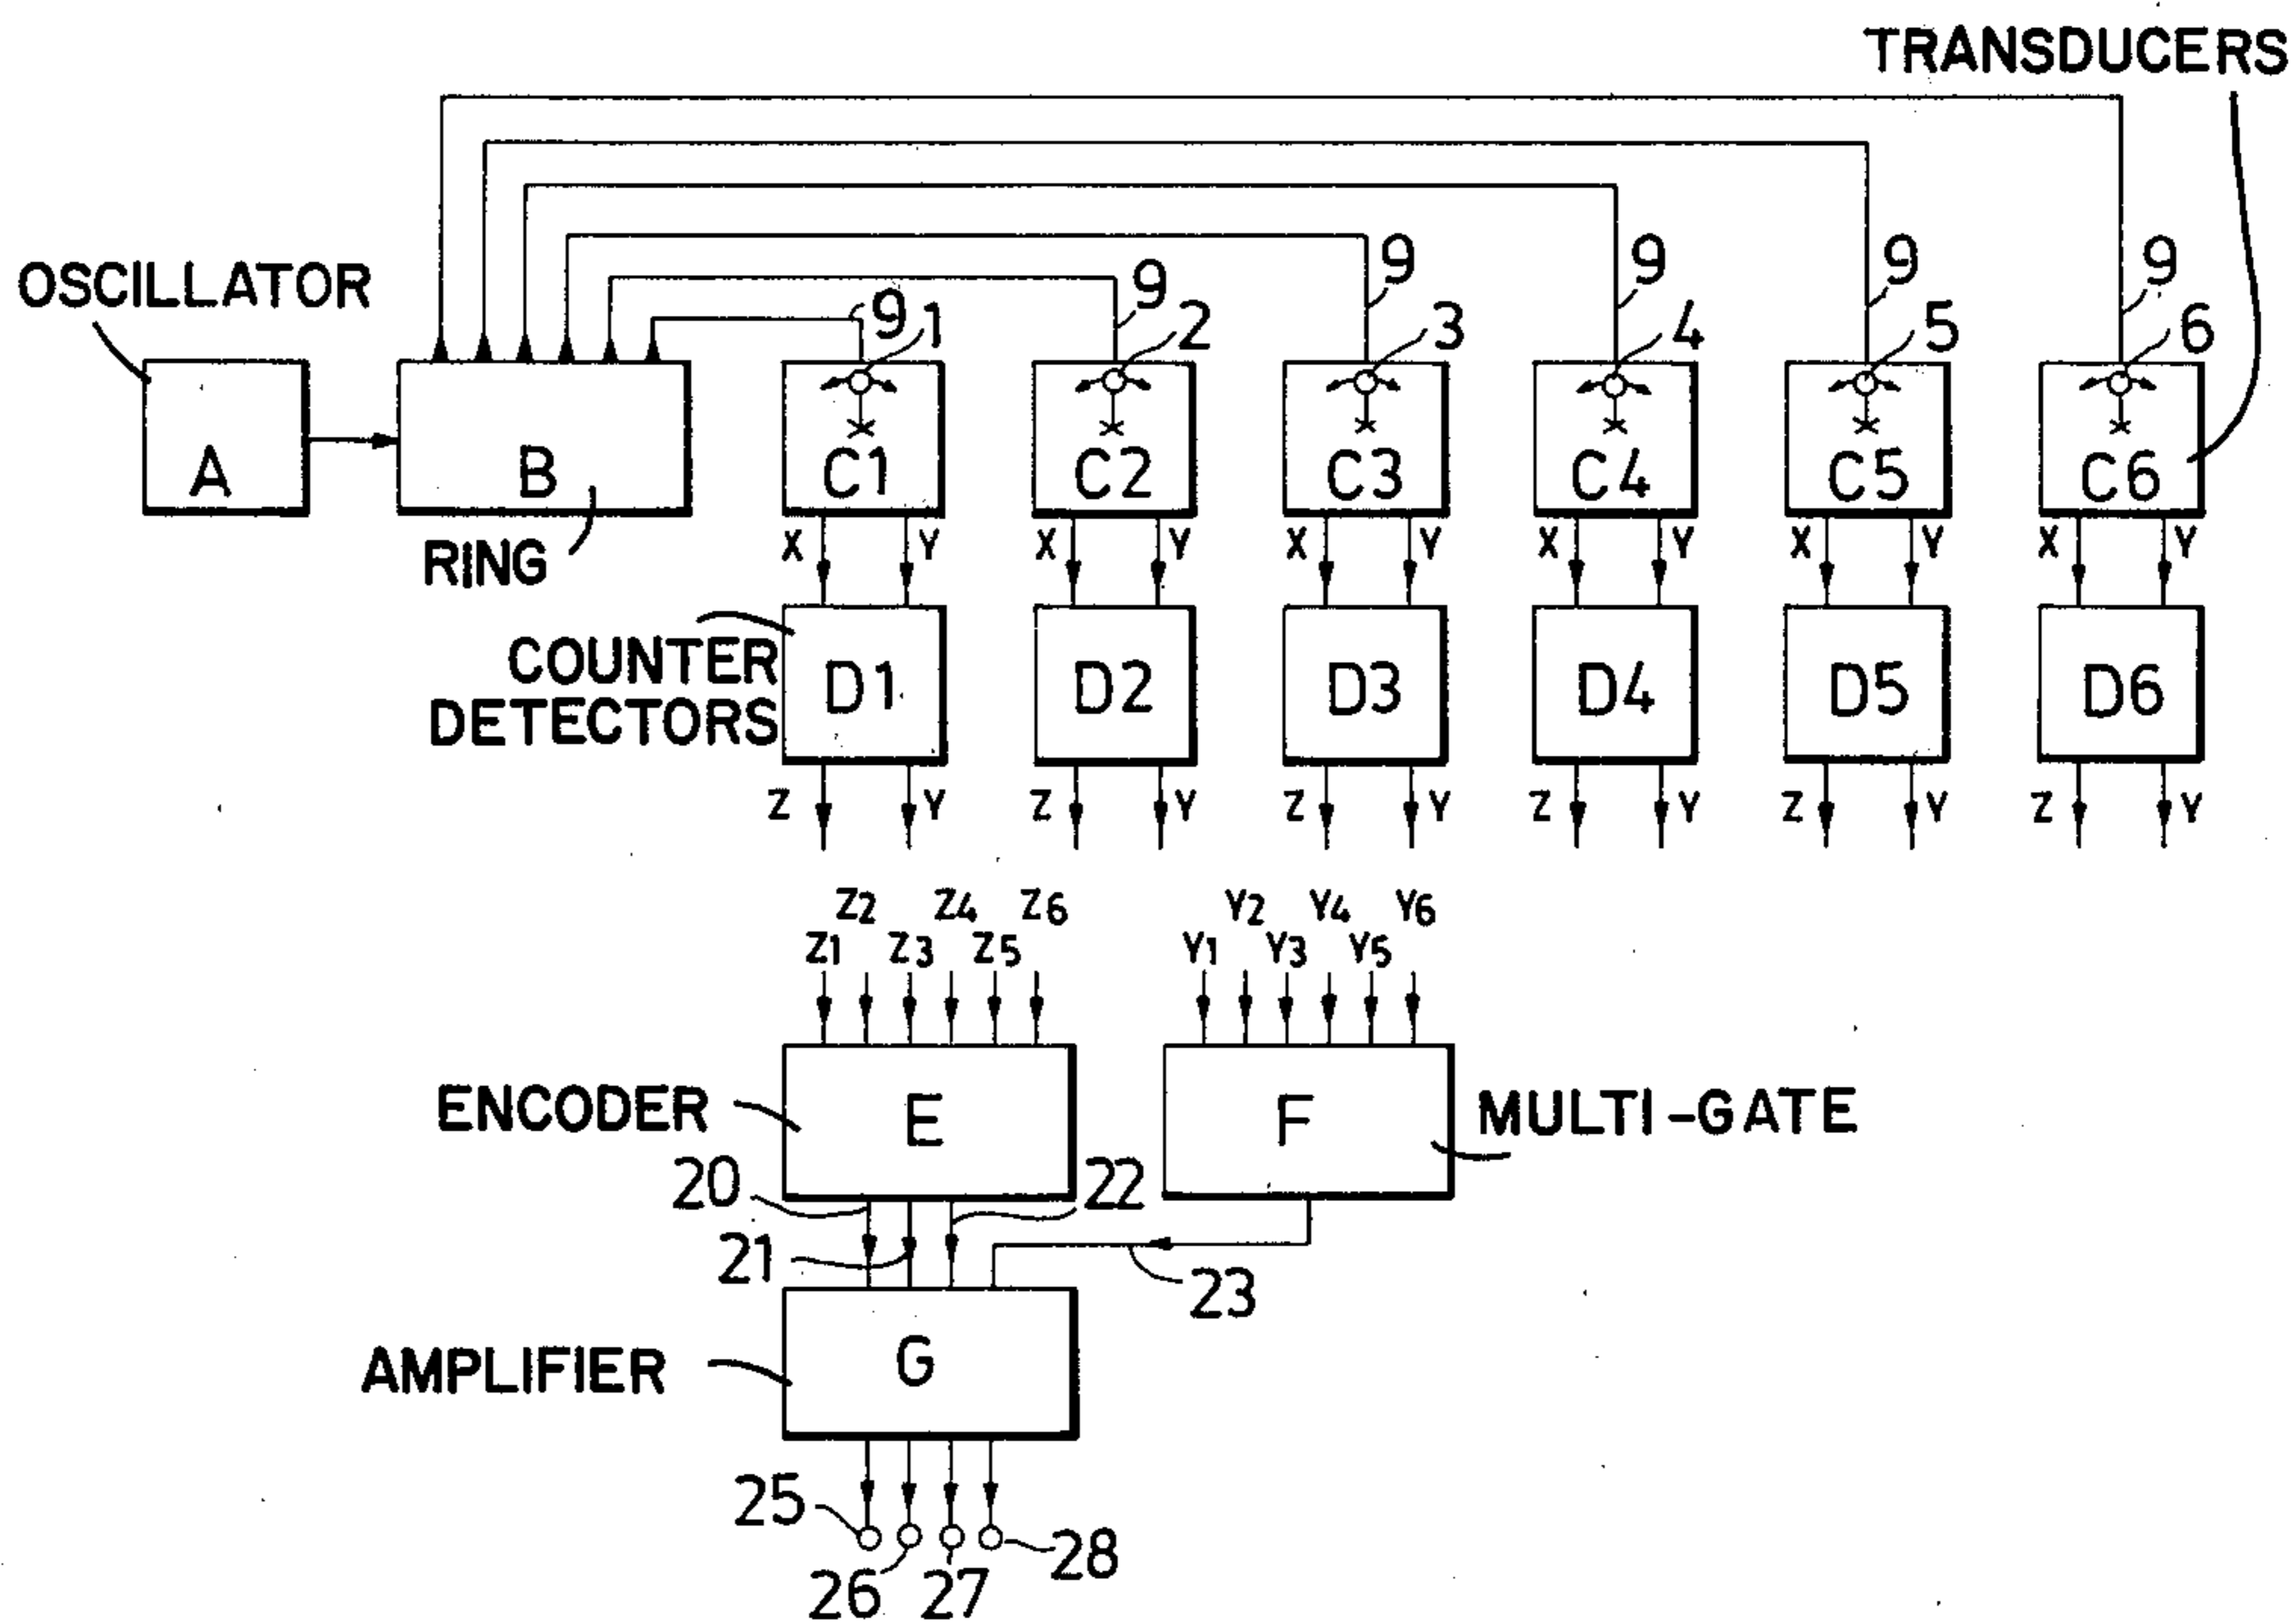 TRANSDUCERS
9 9 9 9 9 9
OSCILLATOR
1 2 3 4 5 6
A B C1 C2 C3 C4 C5 C6
RING
X Y X Y X Y X Y X Y X Y
COUNTER
DETECTORS
D1 D2 D3 D4 D5 D6
Z Y Z Y Z Y Z Y Z Y Z Y
Z2 Z4 Z6 Y2 Y4 Y6
Z1 Z3 Z5 Y1 Y3 Y5
ENCODER E F MULTI-GATE
20 22
21 23
AMPLIFIER G
25 28
26 27